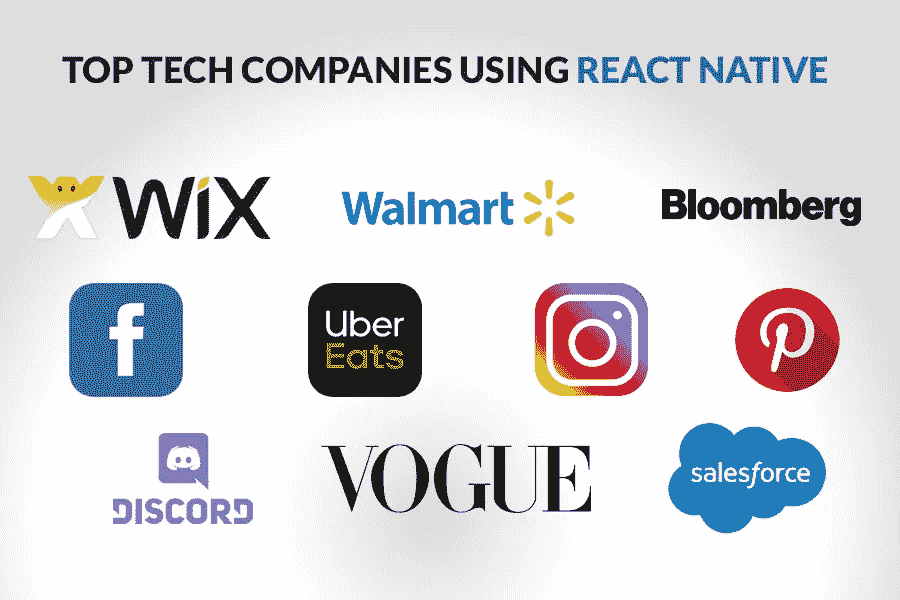 TOP TECH COMPANIES USING REACT NATIVE
WiX
Walmart
Bloomberg
f
Uber
Eats
DISCORD
VOGUE
salesforce